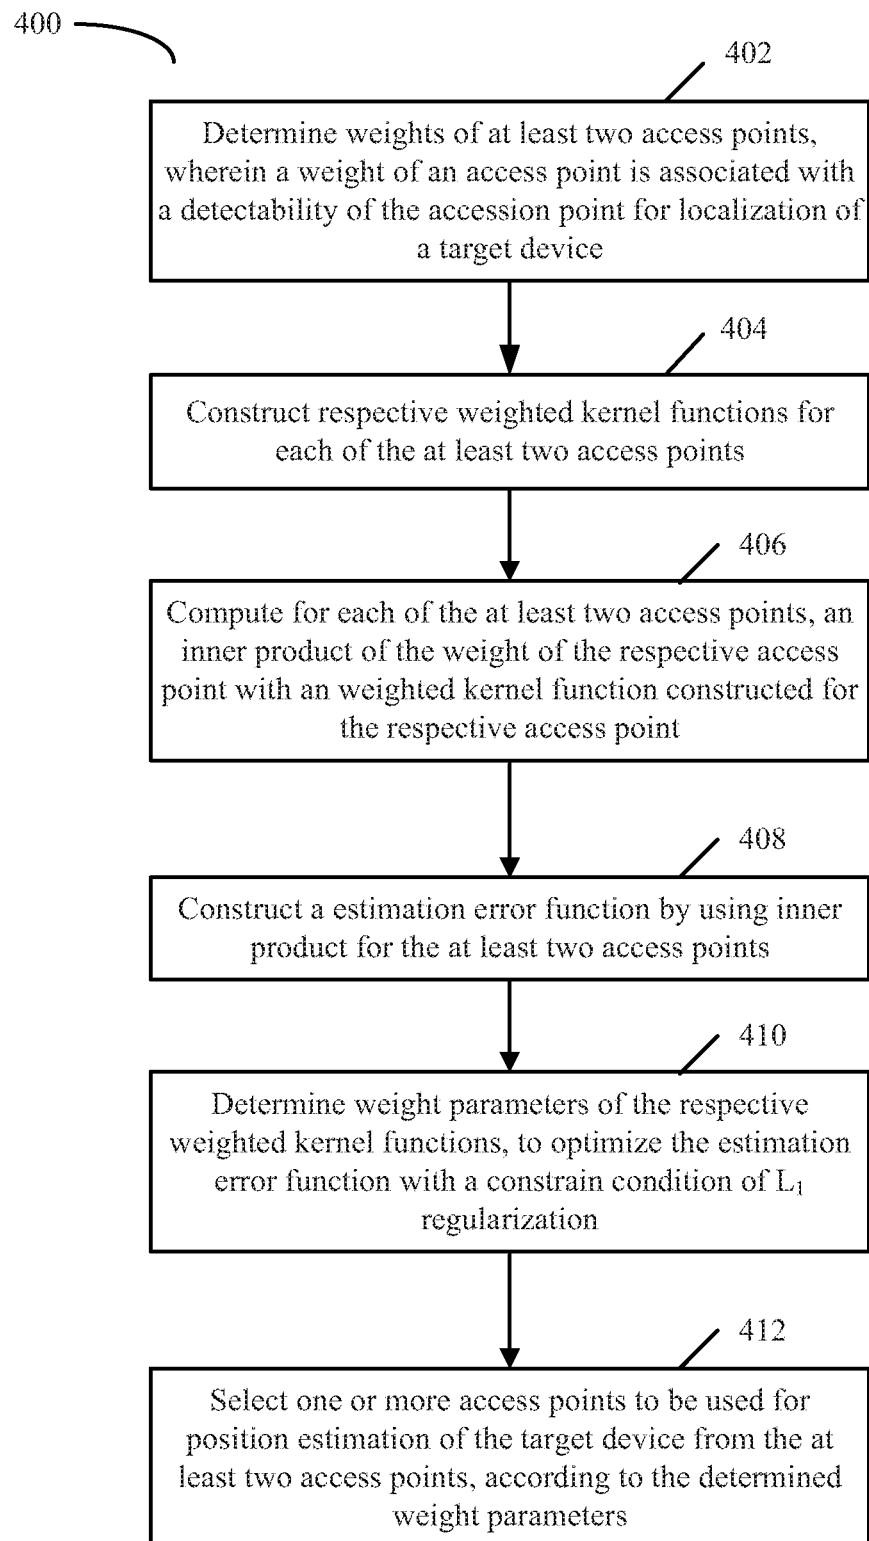 400
402
Determine weights of at least two access points,
wherein a weight of an access point is associated with
a detectability of the accession point for localization of
a target device
404
Construct respective weighted kernel functions for
each of the at least two access points
406
Compute for each of the at least two access points, an
inner product of the weight of the respective access
point with an weighted kernel function constructed for
the respective access point
408
Construct a estimation error function by using inner
product for the at least two access points
410
Determine weight parameters of the respective
weighted kernel functions, to optimize the estimation
error function with a constrain condition of L₁
regularization
412
Select one or more access points to be used for
position estimation of the target device from the at
least two access points, according to the determined
weight parameters